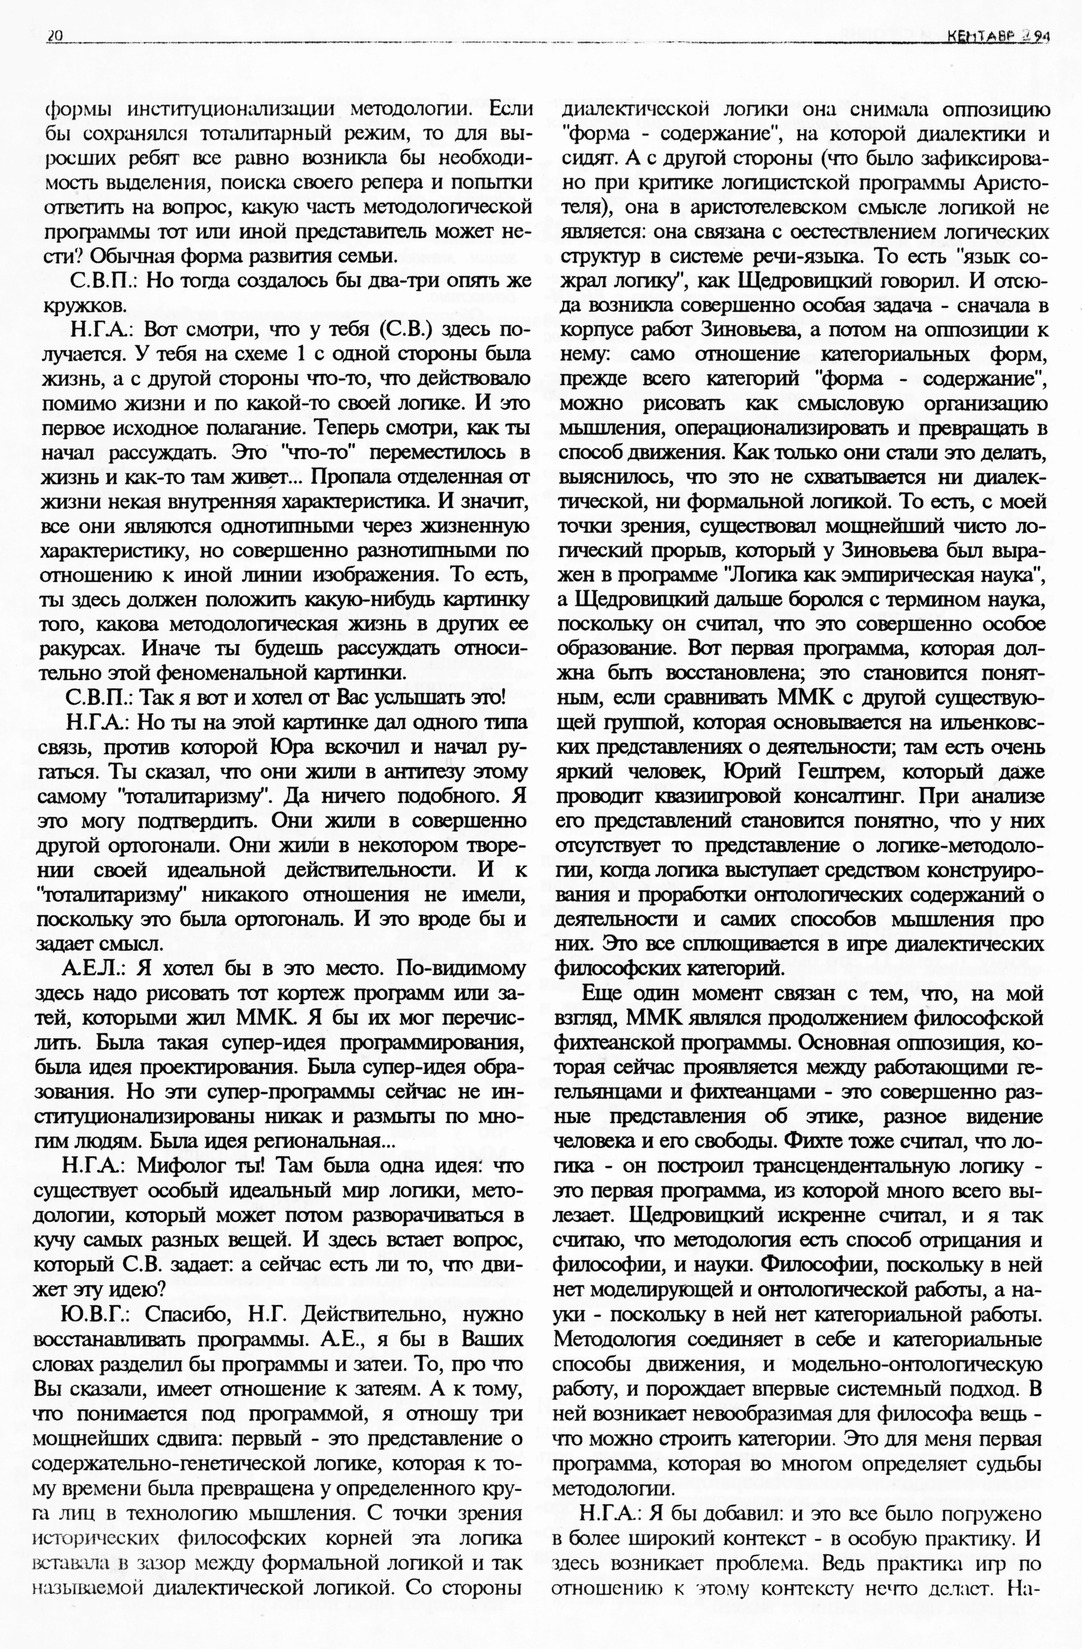 20
КЕНТАВР 2 94
формы институционализации методологии. Если
бы сохранялся тоталитарный режим, то для вы-
росших ребят все равно возникла бы необходи-
мость выделения, поиска своего репера и попытки
ответить на вопрос, какую часть методологической
программы тот или иной представитель может не-
сти? Обычная форма развития семьи.
С.В.П.: Но тогда создалось бы два-три опять же
кружков.
Н.Г.А.: Вот смотри, что у тебя (С.В.) здесь по-
лучается. У тебя на схеме 1 с одной стороны была
жизнь, а с другой стороны что-то, что действовало
помимо жизни и по какой-то своей логике. И это
первое исходное полагание. Теперь смотри, как ты
начал рассуждать. Это "что-то" переместилось в
жизнь и как-то там живет... Пропала отделенная от
жизни некая внутренняя характеристика. И значит,
все они являются однотипными через жизненную
характеристику, но совершенно разнотипными по
отношению к иной линии изображения. То есть,
ты здесь должен положить какую-нибудь картинку
того, какова методологическая жизнь в других ее
ракурсах. Иначе ты будешь рассуждать относи-
тельно этой феноменальной картинки.
С.В.П.: Так я вот и хотел от Вас услышать это!
Н.Г.А.: Но ты на этой картинке дал одного типа
связь, против которой Юра вскочил и начал ру-
гаться. Ты сказал, что они жили в антитезу этому
самому "тоталитаризму". Да ничего подобного. Я
это могу подтвердить. Они жили в совершенно
другой ортогонали. Они жили в некотором творе-
нии своей идеальной действительности. И к
"тоталитаризму" никакого отношения не имели,
поскольку это была ортогональ. И это вроде бы и
задает смысл.
А.Е.Л.: Я хотел бы в это место. По-видимому
здесь надо рисовать тот кортеж программ или за-
тей, которыми жил ММК. Я бы их мог перечис-
лить. Была такая супер-идея программирования,
была идея проектирования. Была супер-идея обра-
зования. Но эти супер-программы сейчас не ин-
ституционализированы никак и размыты по мно-
гим людям. Была идея региональная...
Н.Г.А.: Мифолог ты! Там была одна идея: что
существует особый идеальный мир логики, мето-
дологии, который может потом разворачиваться в
кучу самых разных вещей. И здесь встает вопрос,
который С.В. задает: а сейчас есть ли то, что дви-
жет эту идею?
Ю.В.Г.: Спасибо, Н.Г. Действительно, нужно
восстанавливать программы. А.Е., я бы в Ваших
словах разделил бы программы и затеи. То, про что
Вы сказали, имеет отношение к затеям. А к тому,
что понимается под программой, я отношу три
мощнейших сдвига: первый - это представление о
содержательно-генетической логике, которая к то-
му времени была превращена у определенного кру-
га лиц в технологию мышления. С точки зрения
исторических философских корней эта логика
вставала в зазор между формальной логикой и так
называемой диалектической логикой. Со стороны
диалектической логики она снимала оппозицию
"форма - содержание", на которой диалектики и
сидят. А с другой стороны (что было зафиксирова-
но при критике логицистской программы Аристо-
теля), она в аристотелевском смысле логикой не
является: она связана с оестествлением логических
структур в системе речи-языка. То есть "язык со-
жрал логику", как Щедровицкий говорил. И отсю-
да возникла совершенно особая задача - сначала в
корпусе работ Зиновьева, а потом на оппозиции к
нему: само отношение категориальных форм,
прежде всего категорий "форма - содержание",
можно рисовать как смысловую организацию
мышления, операционализировать и превращать в
способ движения. Как только они стали это делать,
выяснилось, что это не схватывается ни диалек-
тической, ни формальной логикой. То есть, с моей
точки зрения, существовал мощнейший чисто ло-
гический прорыв, который у Зиновьева был выра-
жен в программе "Логика как эмпирическая наука",
а Щедровицкий дальше боролся с термином наука,
поскольку он считал, что это совершенно особое
образование. Вот первая программа, которая дол-
жна быть восстановлена; это становится понят-
ным, если сравнивать ММК с другой существую-
щей группой, которая основывается на ильенковс-
ких представлениях о деятельности; там есть очень
яркий человек, Юрий Гештрем, который даже
проводит квазиигровой консалтинг. При анализе
его представлений становится понятно, что у них
отсутствует то представление о логике-методоло-
гии, когда логика выступает средством конструиро-
вания и проработки онтологических содержаний о
деятельности и самих способов мышления про
них. Это все сплющивается в игре диалектических
философских категорий.
Еще один момент связан с тем, что, на мой
взгляд, ММК являлся продолжением философской
фихтеанской программы. Основная оппозиция, ко-
торая сейчас проявляется между работающими ге-
гельянцами и фихтеанцами - это совершенно раз-
ные представления об этике, разное видение
человека и его свободы. Фихте тоже считал, что ло-
гика - он построил трансцендентальную логику -
это первая программа, из которой много всего вы-
лезает. Щедровицкий искренне считал, и я так
считаю, что методология есть способ отрицания и
философии, и науки. Философии, поскольку в ней
нет моделирующей и онтологической работы, а на-
уки - поскольку в ней нет категориальной работы.
Методология соединяет в себе и категориальные
способы движения, и модельно-онтологическую
работу, и порождает впервые системный подход. В
ней возникает невообразимая для философа вещь -
что можно строить категории. Это для меня первая
программа, которая во многом определяет судьбы
методологии.
Н.Г.А.: Я бы добавил: и это все было погружено
в более широкий контекст - в особую практику. И
здесь возникает проблема. Ведь практика игр по
отношению к этому контексту нечто делает. На-